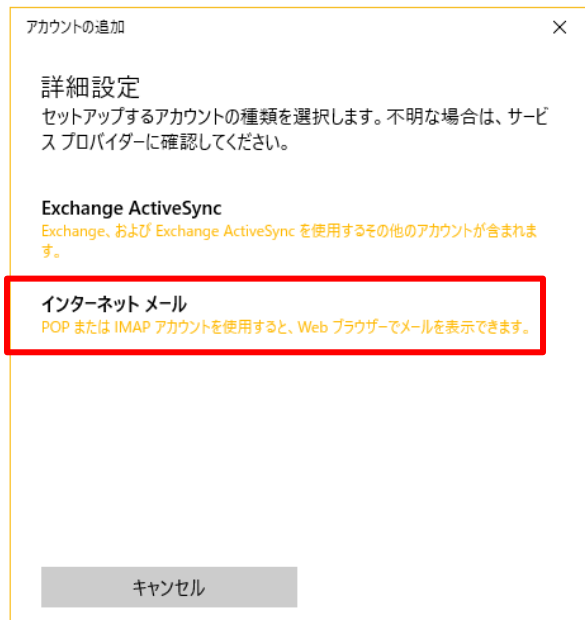 アカウントの追加
詳細設定
セットアップするアカウントの種類を選択します。不明な場合は、サービ
ス プロバイダーに確認してください。
Exchange ActiveSync
Exchange、および Exchange ActiveSync を使用するその他のアカウントが含まれま
す。
インターネット メール
POP または IMAP アカウントを使用すると、Web ブラウザーでメールを表示できます。
キャンセル